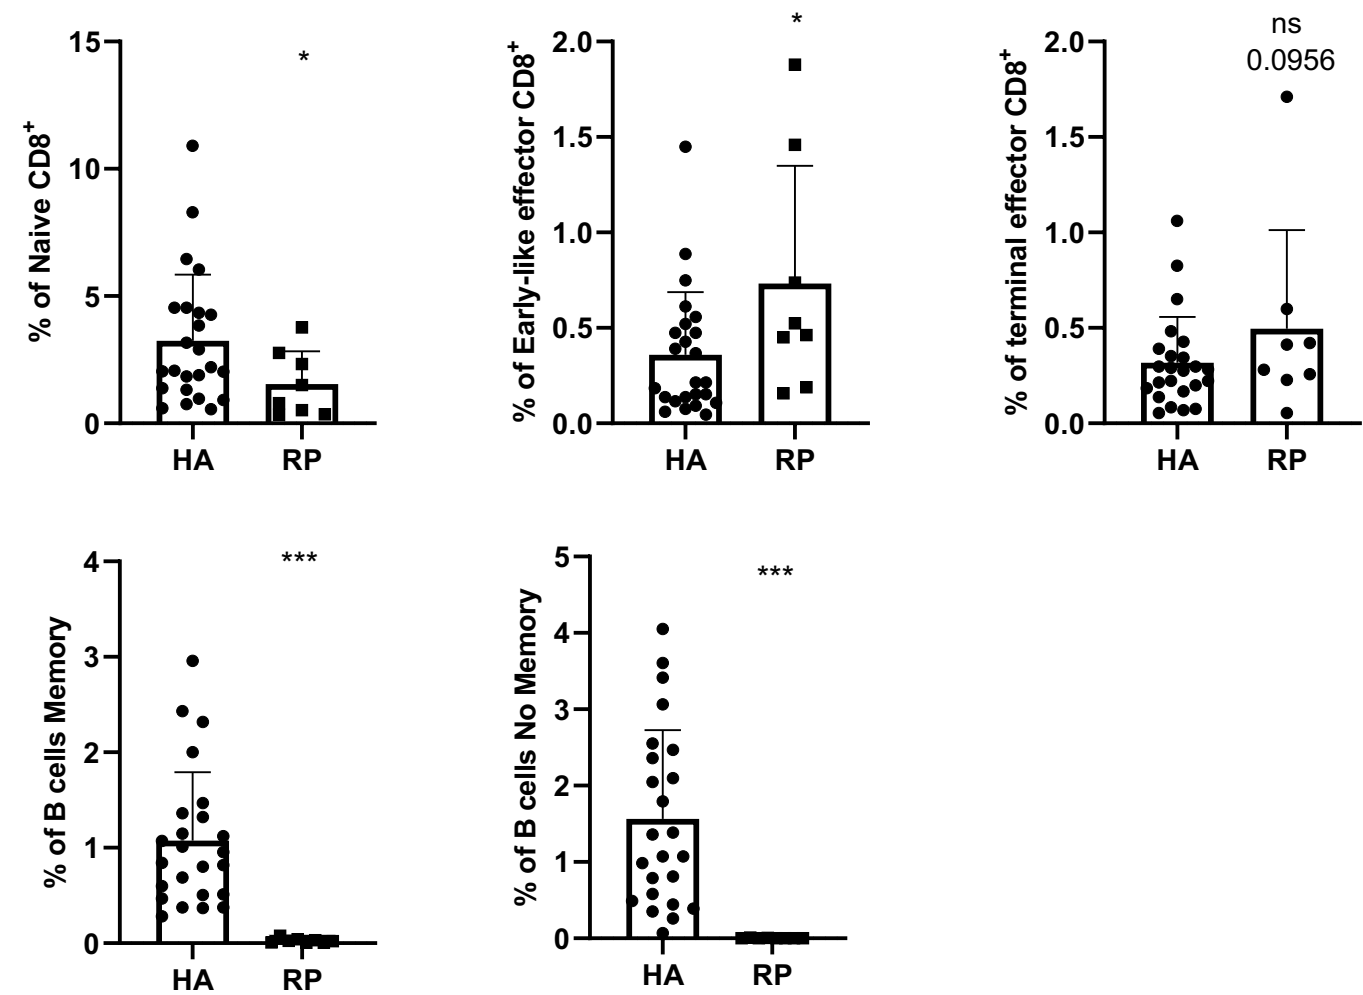 % of Naive CD8+
15
10
5
0
*
HA
RP
% of Early-like effector CD8+
2.0
1.5
1.0
0.5
0.0
*
HA
RP
% of terminal effector CD8+
2.0
1.5
1.0
0.5
0.0
ns
0.0956
HA
RP
% of B cells Memory
4
3
2
1
0
***
HA
RP
% of B cells No Memory
5
4
3
2
1
0
***
HA
RP